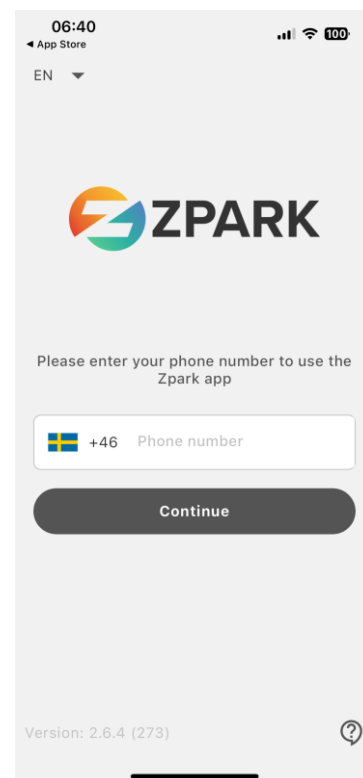 06:40
◀ App Store
100
EN
ZPARK
Please enter your phone number to use the
Zpark app
+46 Phone number
Continue
Version: 2.6.4 (273)
?